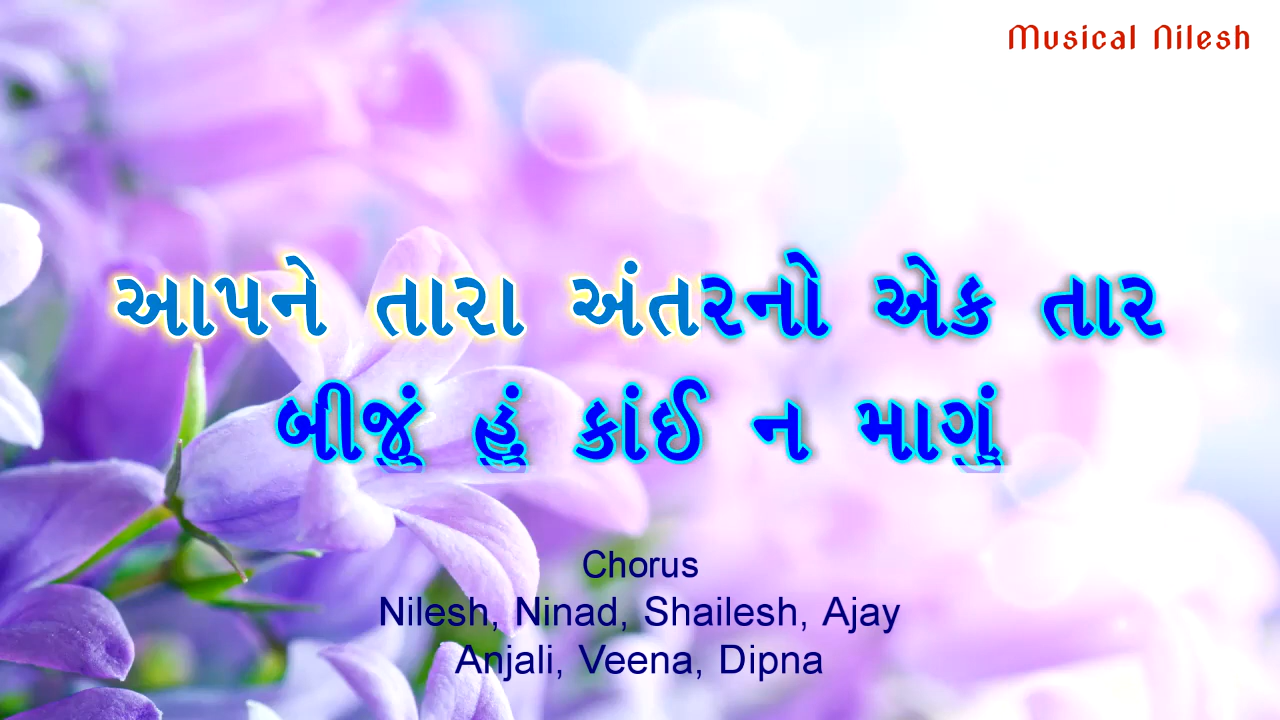 Musical Nilesh
આપને તારા અંતરનો એક તાર
બીજું હું કાંઈ ન માગું
Chorus
Nilesh, Ninad, Shailesh, Ajay
Anjali, Veena, Dipna